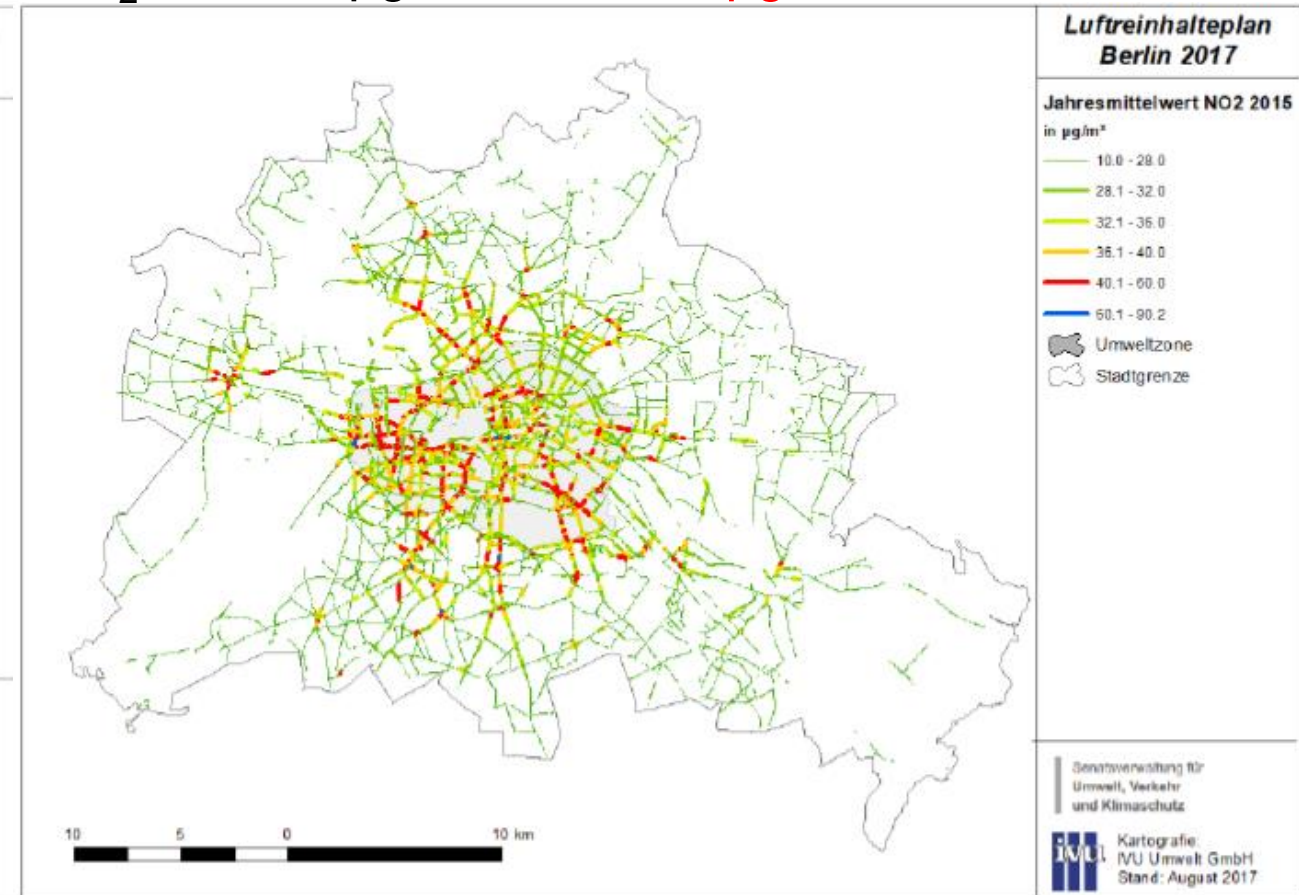 Luftreinhalteplan
Berlin 2017
Jahresmittelwert NO2 2015
in µg/m³
10.0 - 28.0
28.1 - 32.0
32.1 - 36.0
36.1 - 40.0
40.1 - 60.0
60.1 - 90.2
Umweltzone
Stadtgrenze
10 5 0 10 km
Senatsverwaltung für
Umwelt, Verkehr
und Klimaschutz
ivu
Kartografie:
IVU Umwelt GmbH
Stand: August 2017